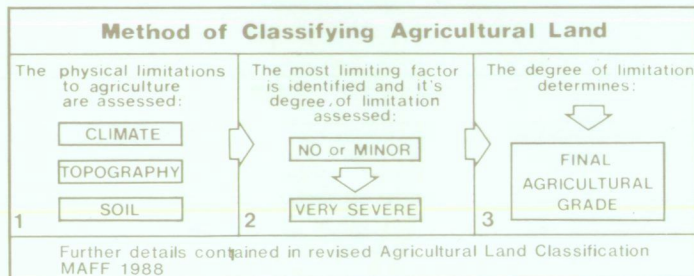 Method of Classifying Agricultural Land
The physical limitations
to agriculture
are assessed:
CLIMATE
TOPOGRAPHY
SOIL
1
The most limiting factor
is identified and it's
degree of limitation
assessed:
NO or MINOR
VERY SEVERE
2
The degree of limitation
determines:
FINAL
AGRICULTURAL
GRADE
3
Further details contained in revised Agricultural Land Classification
MAFF 1988